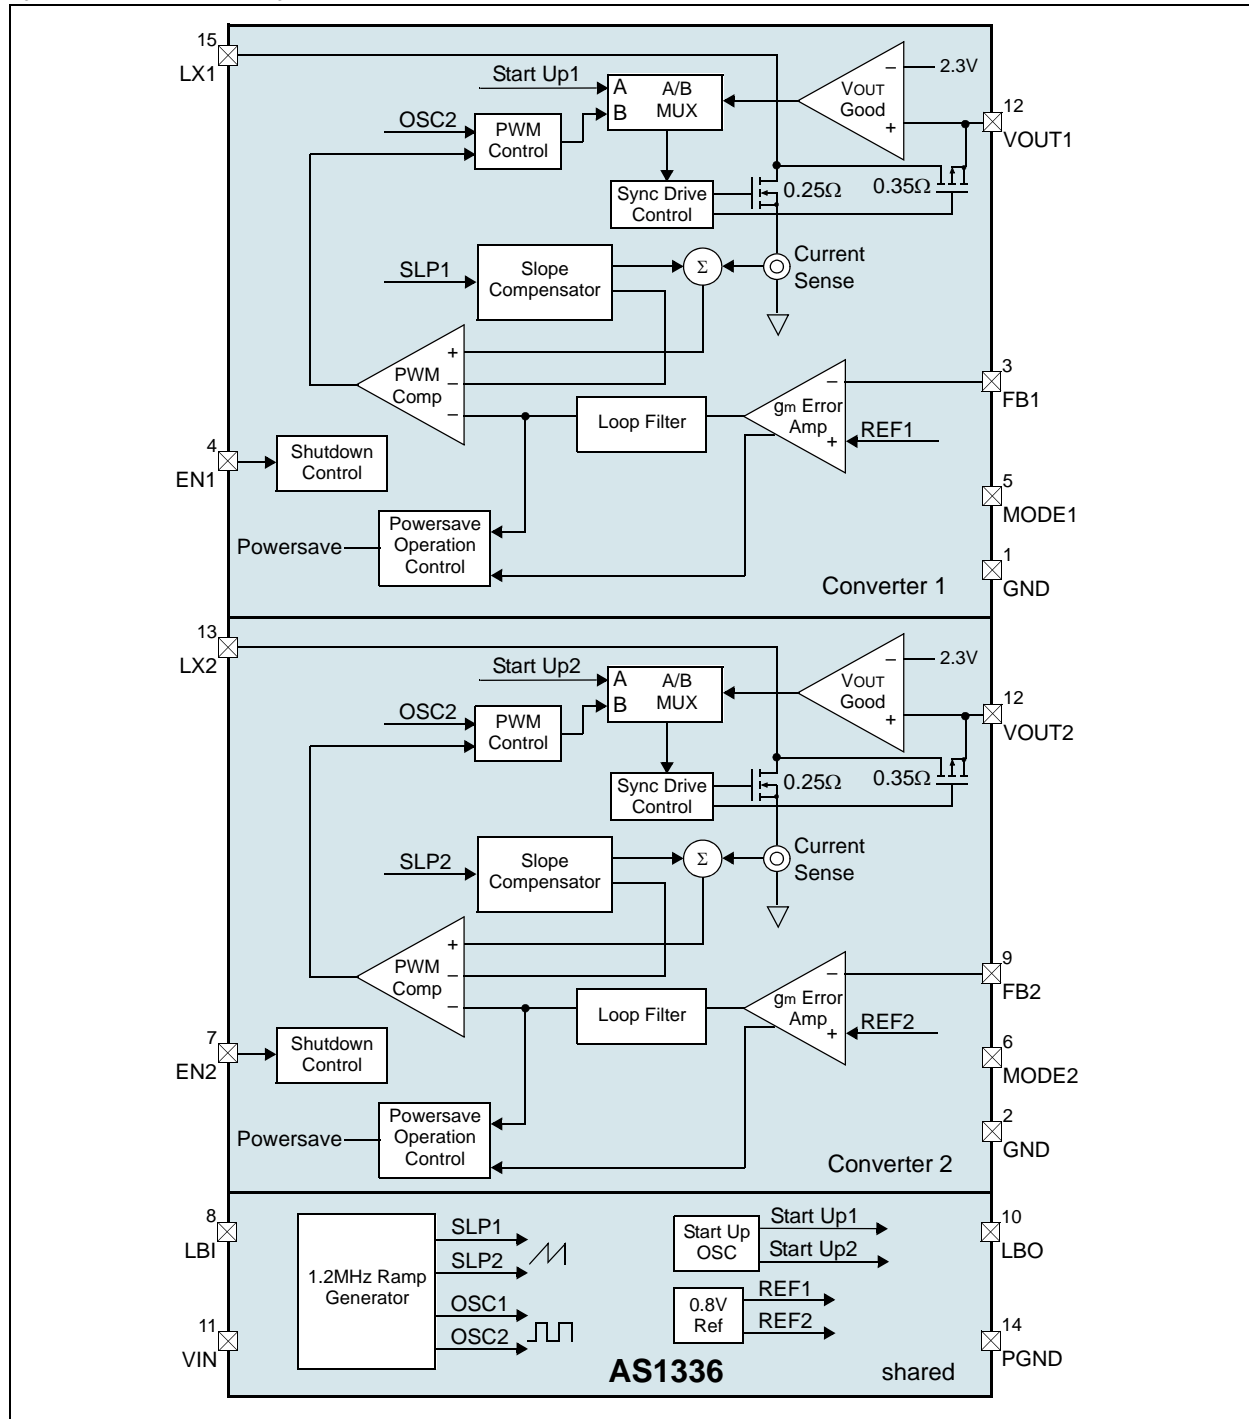 15
LX1
Start Up1
A
B
A/B
MUX
VOUT
Good
−
+
2.3V
12
VOUT1
OSC2
PWM
Control
Sync Drive
Control
0.25Ω
0.35Ω
SLP1
Slope
Compensator
Σ
Current
Sense
PWM
Comp
+
−
−
Loop Filter
gm Error
Amp
−
+
REF1
3
FB1
4
EN1
Shutdown
Control
5
MODE1
Powersave
Powersave
Operation
Control
1
GND
Converter 1
13
LX2
Start Up2
A
B
A/B
MUX
VOUT
Good
−
+
2.3V
12
VOUT2
OSC2
PWM
Control
Sync Drive
Control
0.25Ω
0.35Ω
SLP2
Slope
Compensator
Σ
Current
Sense
PWM
Comp
+
−
−
Loop Filter
gm Error
Amp
−
+
REF2
9
FB2
7
EN2
Shutdown
Control
6
MODE2
Powersave
Powersave
Operation
Control
2
GND
Converter 2
8
LBI
1.2MHz Ramp
Generator
SLP1
SLP2
OSC1
OSC2
Start Up
OSC
Start Up1
Start Up2
0.8V
Ref
REF1
REF2
10
LBO
11
VIN
14
PGND
AS1336
shared